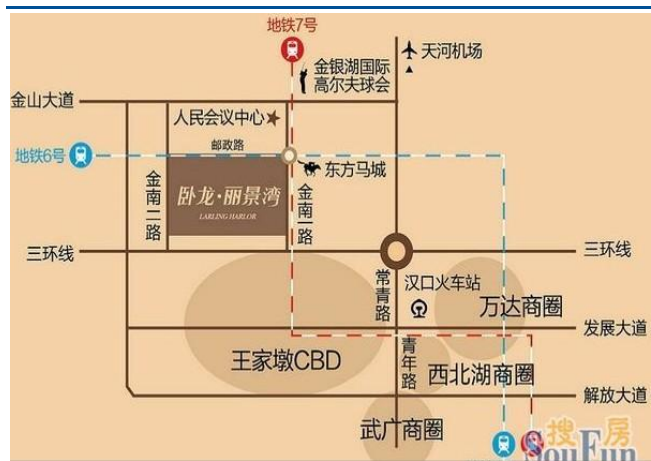 地铁7号
天河机场
金银湖国际
高尔夫球会
金山大道
人民会议中心
邮政路
地铁6号
东方马城
金南二路
卧龙·丽景湾
LARLING HARLOR
金南一路
三环线
三环线
常青路
汉口火车站
万达商圈
发展大道
王家墩CBD
青年路
西北湖商圈
解放大道
武广商圈
搜房
SouFun